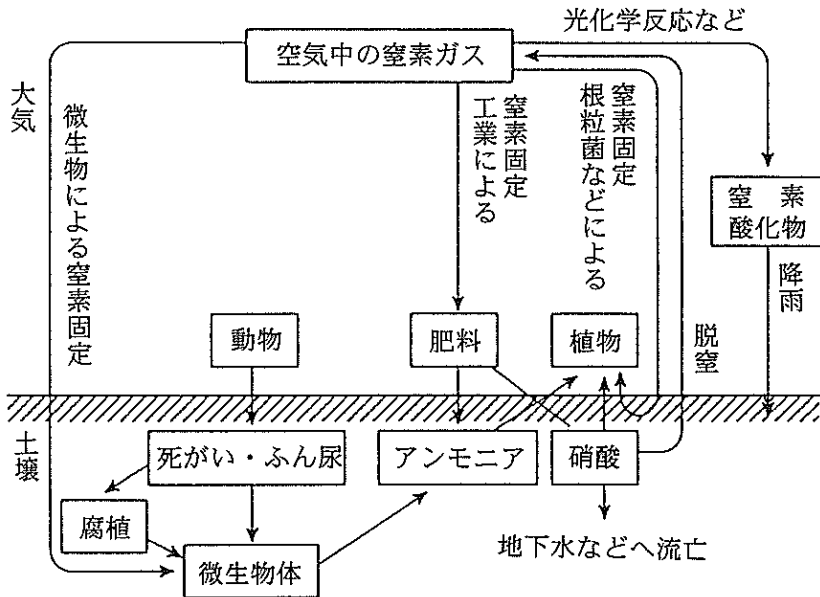 光化学反応など
空気中の窒素ガス
大気
微生物による窒素固定
工業による
窒素固定
根粒菌などによる
窒素固定
窒素
酸化物
降雨
脱窒
動物
肥料
植物
土壌
死がい・ふん尿
アンモニア
硝酸
腐植
微生物体
地下水などへ流亡